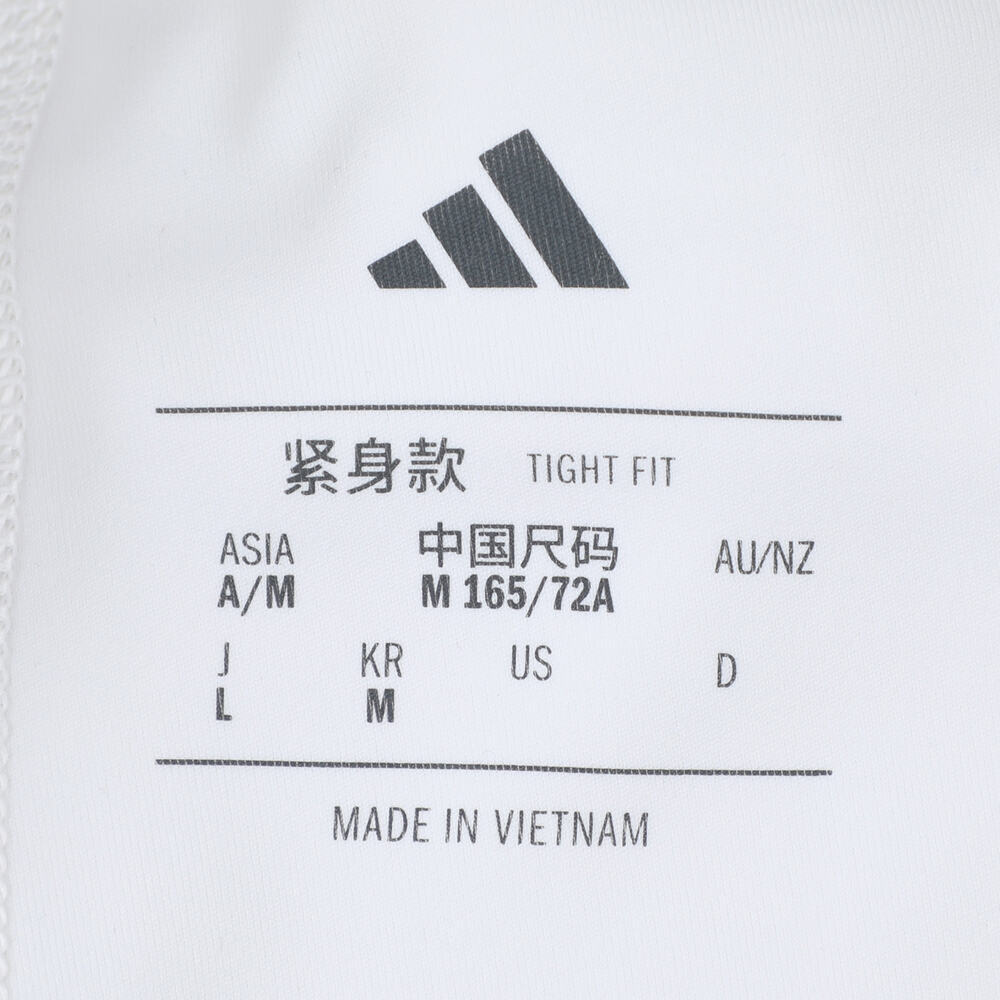 紧身款 TIGHT FIT
ASIA 中国尺码 AU/NZ
A/M M 165/72A
J KR US D
L M
MADE IN VIETNAM